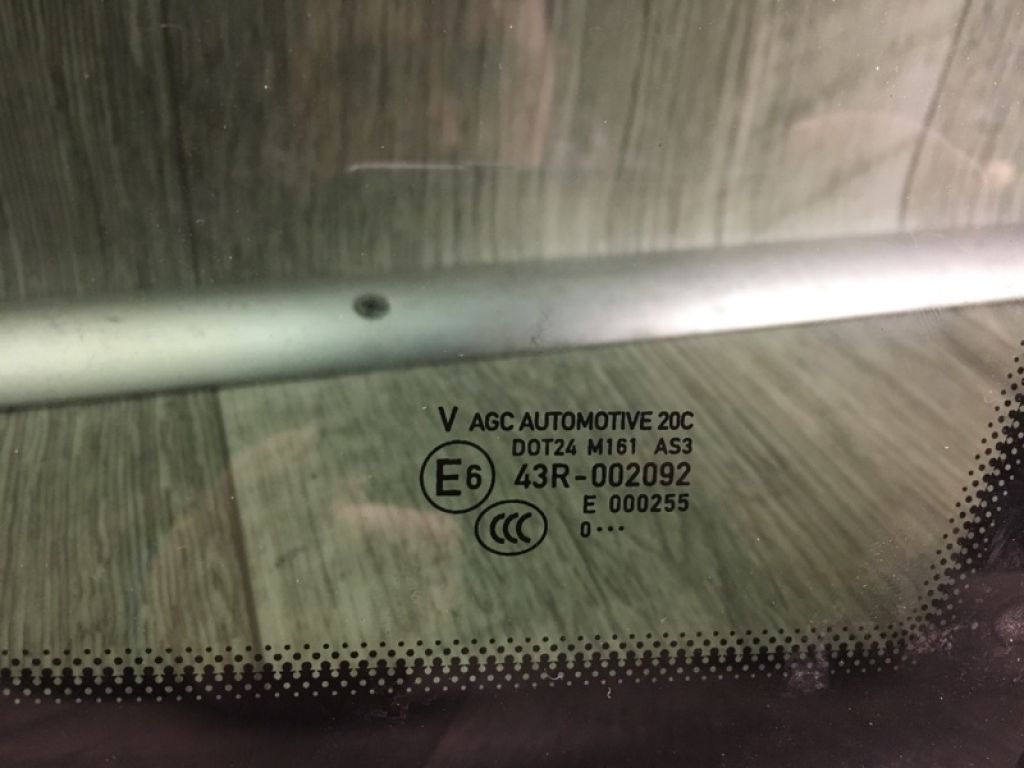 V AGC AUTOMOTIVE 20C
DOT24 M161 AS3
E6 43R-002092
E 000255
CCC 0···